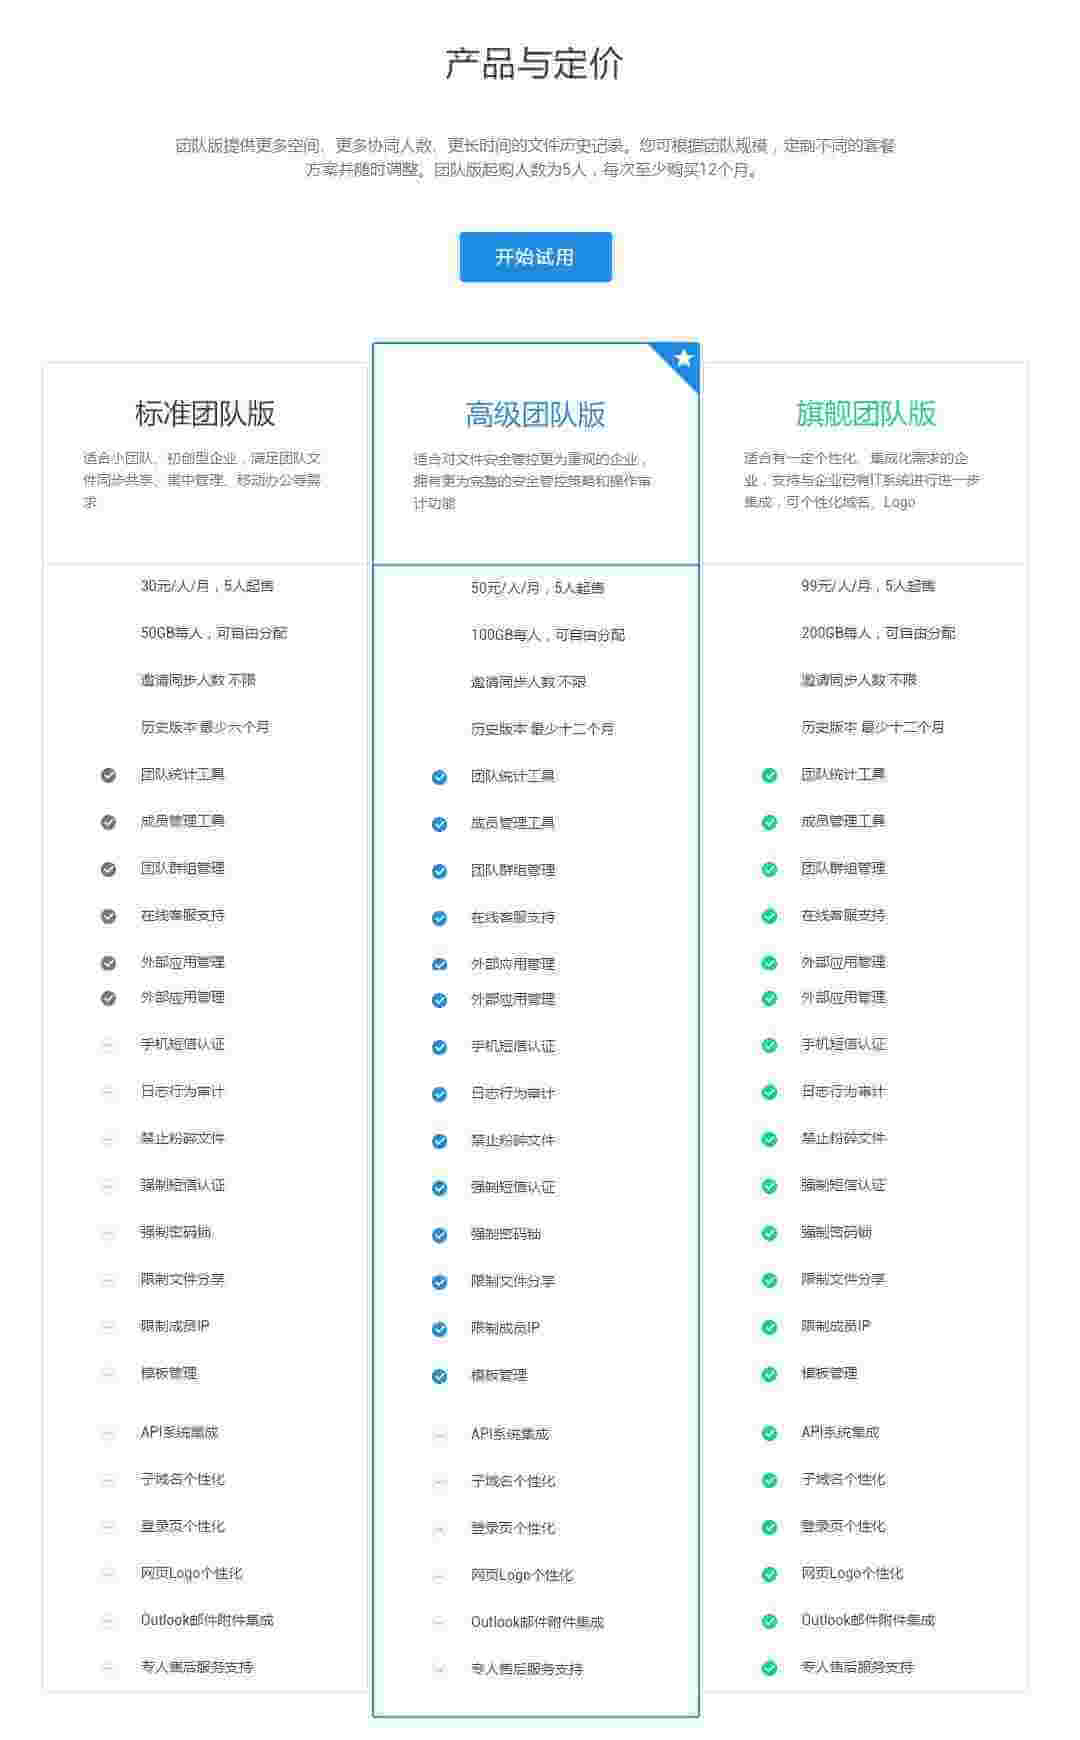 产品与定价
团队版提供更多空间、更多协同人数、更长时间的文件历史记录。您可根据团队规模，定制不同的套餐
方案并随时调整。团队版起购人数为5人，每次至少购买12个月。
开始试用
标准团队版
适合小团队、初创型企业，满足团队文
件同步共享、集中管理、移动办公等需
求
30元/人/月，5人起售
50GB每人，可自由分配
邀请同步人数 不限
历史版本 最少六个月
团队统计工具
成员管理工具
团队群组管理
在线客服支持
外部应用管理
外部应用管理
手机短信认证
日志行为审计
禁止粉碎文件
强制短信认证
强制密码锁
限制文件分享
限制成员IP
模板管理
API系统集成
子域名个性化
登录页个性化
网页Logo个性化
Outlook邮件附件集成
专人售后服务支持
高级团队版
适合对文件安全管控更为重视的企业，
拥有更为完整的安全管控策略和操作审
计功能
50元/人/月，5人起售
100GB每人，可自由分配
邀请同步人数 不限
历史版本 最少十二个月
团队统计工具
成员管理工具
团队群组管理
在线客服支持
外部应用管理
外部应用管理
手机短信认证
日志行为审计
禁止粉碎文件
强制短信认证
强制密码锁
限制文件分享
限制成员IP
模板管理
API系统集成
子域名个性化
登录页个性化
网页Logo个性化
Outlook邮件附件集成
专人售后服务支持
旗舰团队版
适合有一定个性化、集成化需求的企
业，支持与企业已有IT系统进行进一步
集成，可个性化域名、Logo
99元/人/月，5人起售
200GB每人，可自由分配
邀请同步人数 不限
历史版本 最少十二个月
团队统计工具
成员管理工具
团队群组管理
在线客服支持
外部应用管理
外部应用管理
手机短信认证
日志行为审计
禁止粉碎文件
强制短信认证
强制密码锁
限制文件分享
限制成员IP
模板管理
API系统集成
子域名个性化
登录页个性化
网页Logo个性化
Outlook邮件附件集成
专人售后服务支持